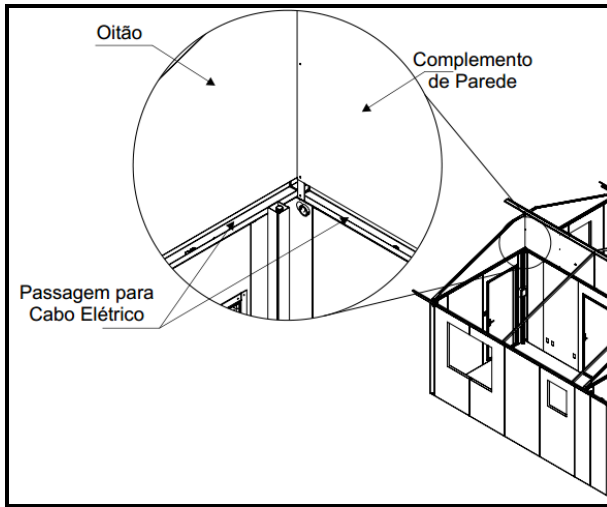 Oitão
Complemento
de Parede
Passagem para
Cabo Elétrico